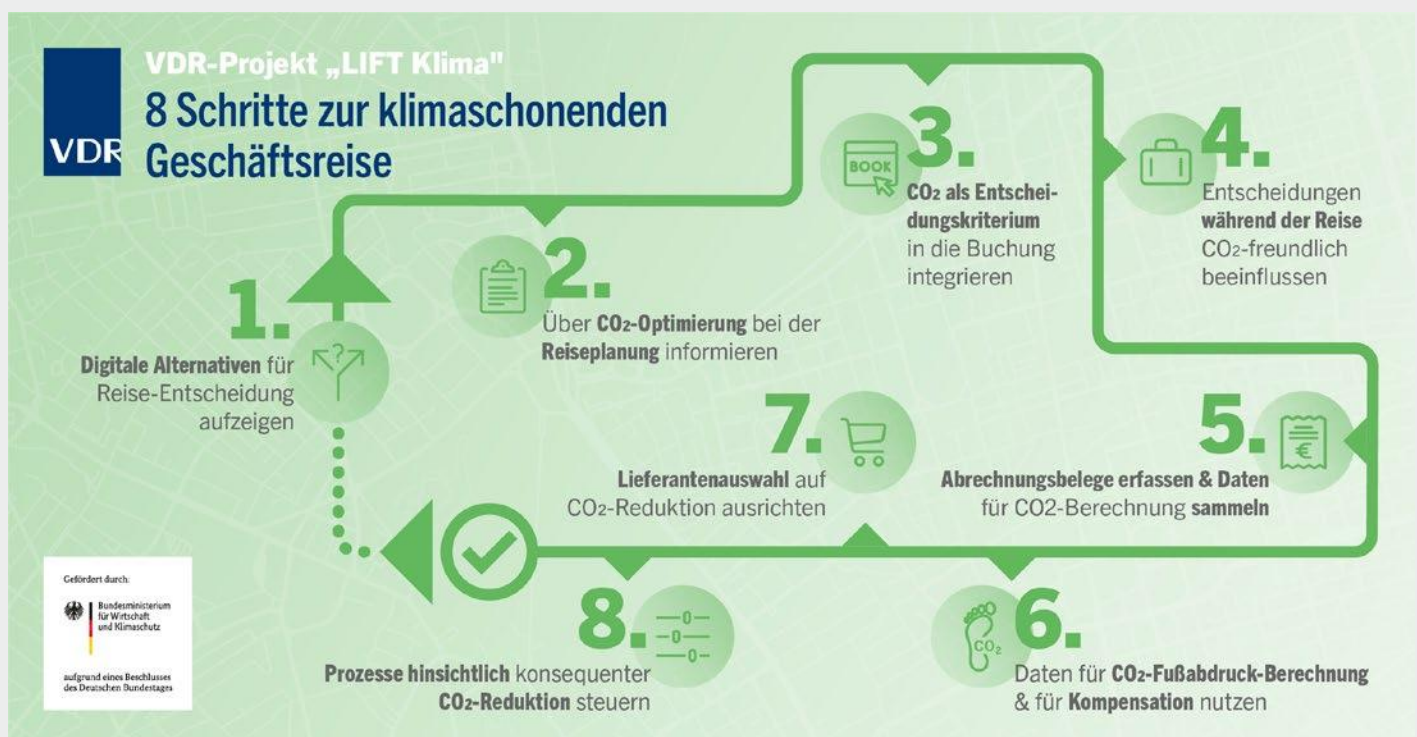 VDR
VDR-Projekt „LIFT Klima"
8 Schritte zur klimaschonenden
Geschäftsreise
1.
Digitale Alternativen für
Reise-Entscheidung
aufzeigen
?
2.
Über CO₂-Optimierung bei der
Reiseplanung informieren
BOOK
3.
CO₂ als Entschei-
dungskriterium
in die Buchung
integrieren
4.
Entscheidungen
während der Reise
CO₂-freundlich
beeinflussen
5.
€
Abrechnungsbelege erfassen & Daten
für CO2-Berechnung sammeln
CO₂
6.
Daten für CO₂-Fußabdruck-Berechnung
& für Kompensation nutzen
7.
Lieferantenauswahl auf
CO₂-Reduktion ausrichten
8.
Prozesse hinsichtlich konsequenter
CO₂-Reduktion steuern
Gefördert durch:
Bundesministerium
für Wirtschaft
und Klimaschutz
aufgrund eines Beschlusses
des Deutschen Bundestages